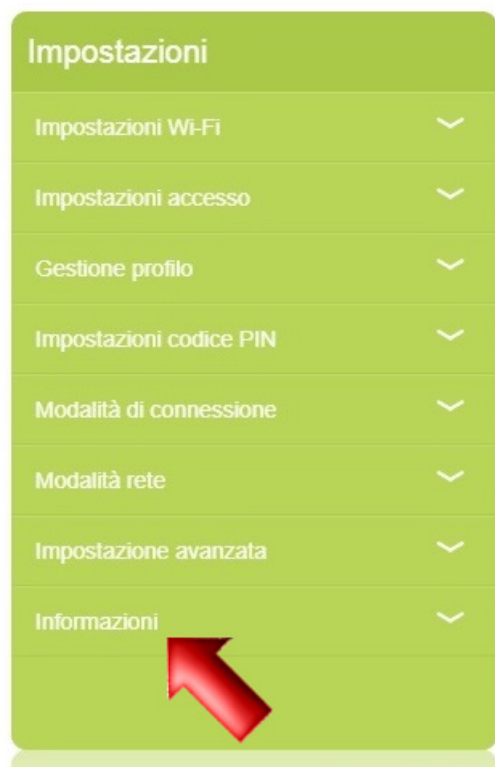 Impostazioni
Impostazioni Wi-Fi
Impostazioni accesso
Gestione profilo
Impostazioni codice PIN
Modalità di connessione
Modalità rete
Impostazione avanzata
Informazioni